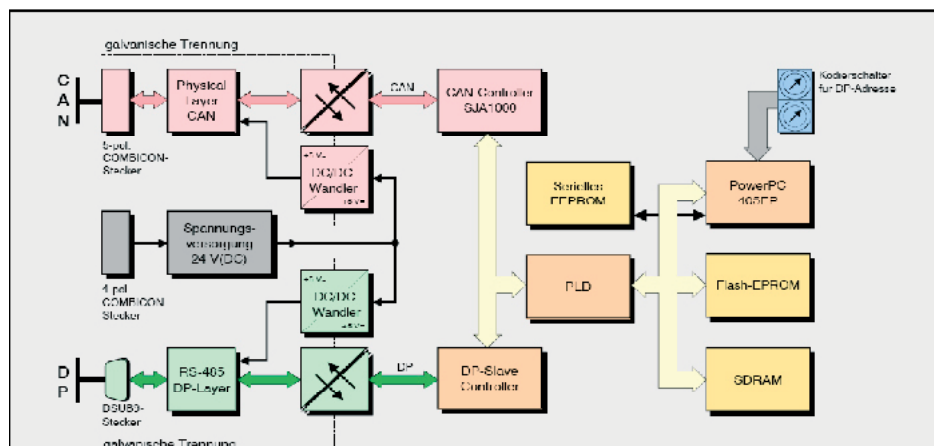 galvanische Trennung
C
A
N
Physical
Layer
CAN
CAN
CAN-Controller
SJA1000
Kodierschalter
für DP-Adresse
5-pol.
COMBICON-
Stecker
DC/DC
Wandler
Serielles
EEPROM
PowerPC
405EP
Spannungs-
versorgung
24 V(DC)
4-pol.
COMBICON
Stecker
DC/DC
Wandler
PLD
Flash-EPROM
D
P
RS-485
DP-Layer
DP
DP-Slave
Controller
SDRAM
DSUB9-
Stecker
galvanische Trennung